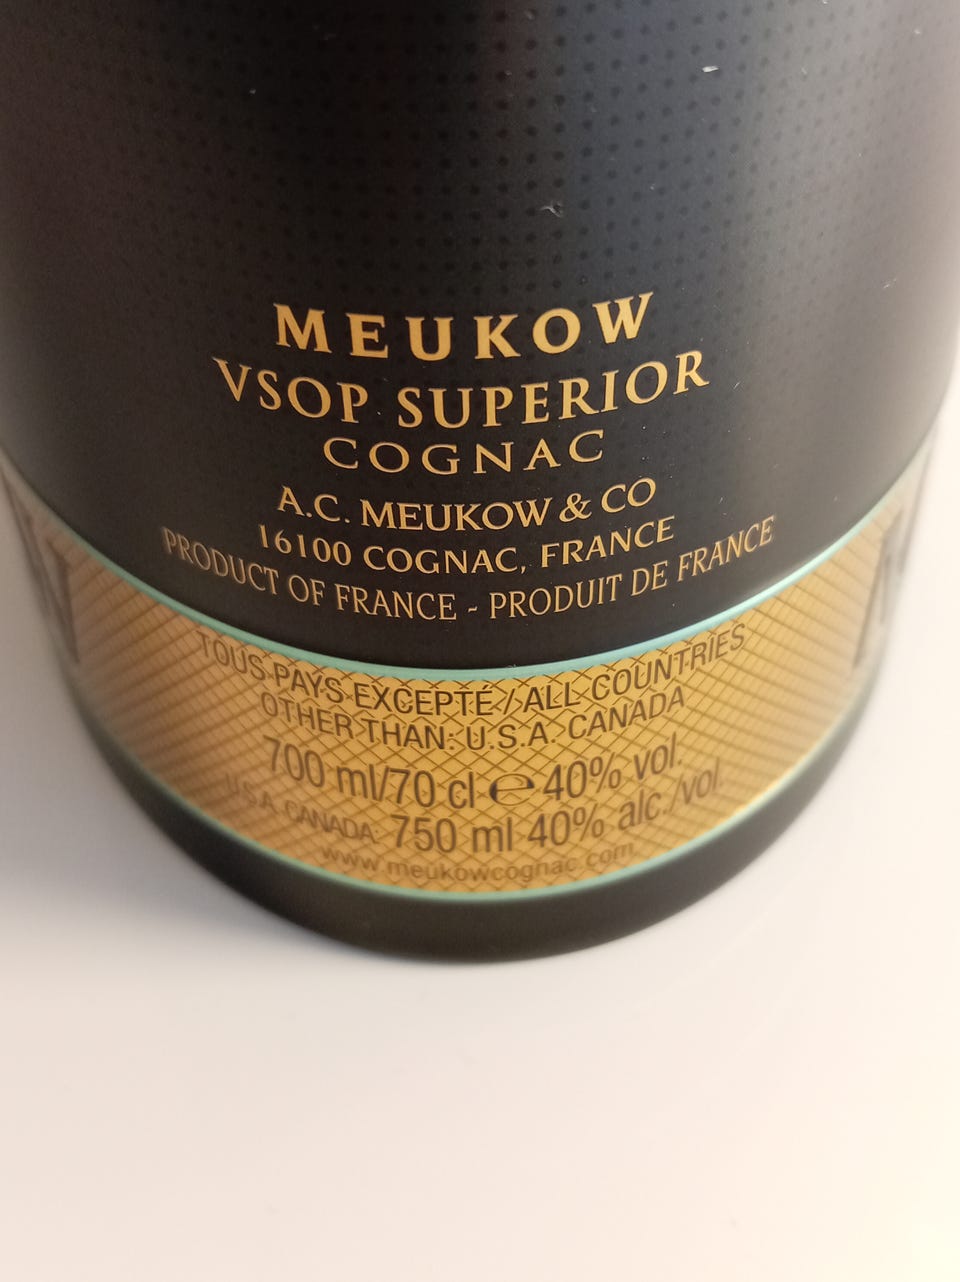 MEUKOW
VSOP SUPERIOR
COGNAC
A.C. MEUKOW & CO
16100 COGNAC, FRANCE
PRODUCT OF FRANCE - PRODUIT DE FRANCE
TOUS PAYS EXCEPTÉ / ALL COUNTRIES
OTHER THAN: U.S.A. CANADA
700 ml/70 cl ℮ 40% vol.
U.S.A. CANADA: 750 ml 40% alc./vol.
www.meukowcognac.com